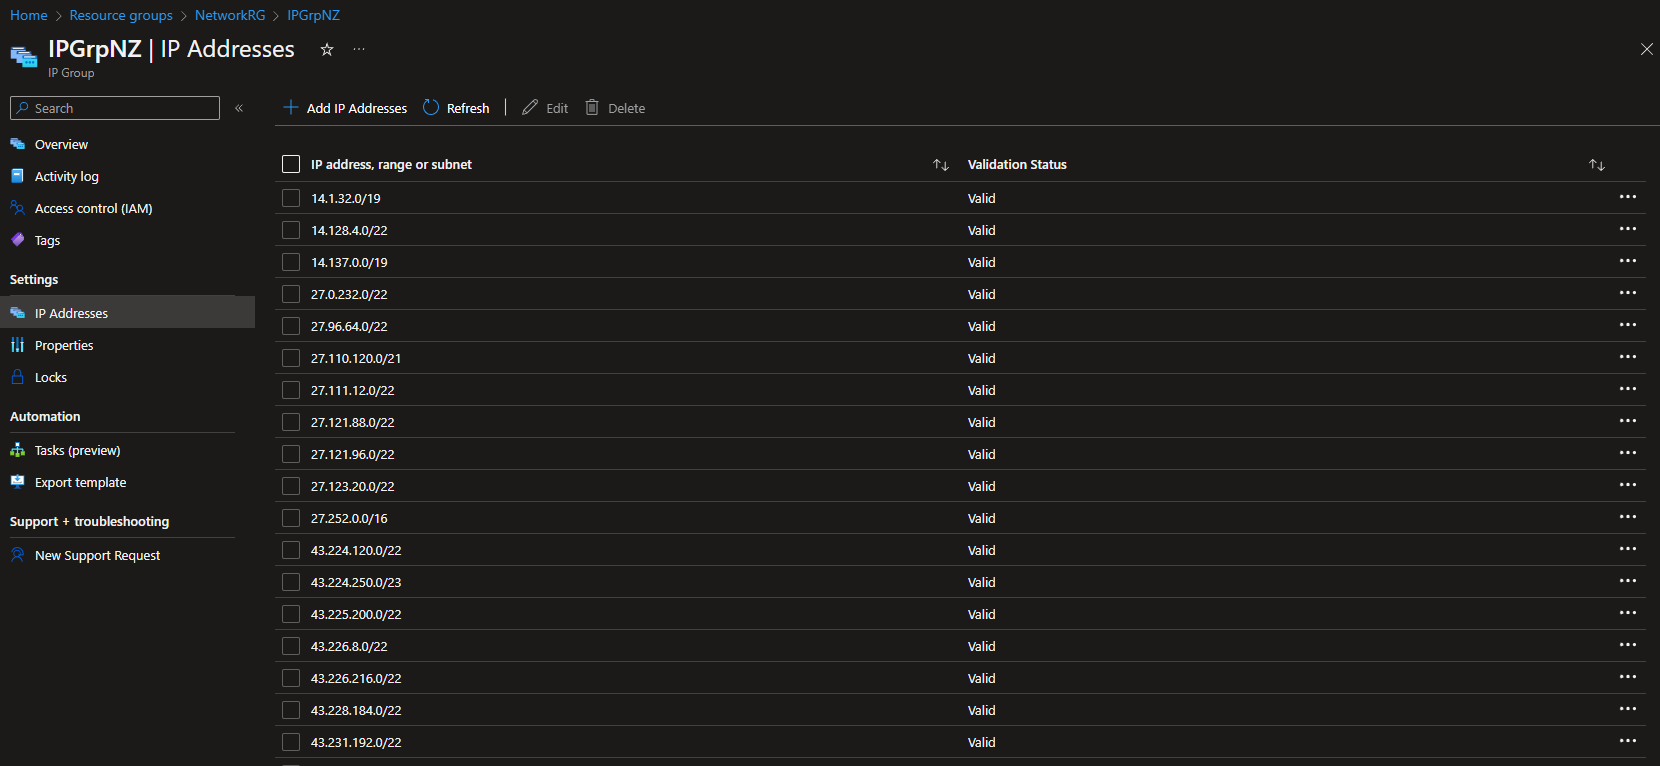 Home > Resource groups > NetworkRG > IPGrpNZ
IPGrpNZ | IP Addresses
IP Group
Search
Overview
Activity log
Access control (IAM)
Tags
Settings
IP Addresses
Properties
Locks
Automation
Tasks (preview)
Export template
Support + troubleshooting
New Support Request
Add IP Addresses Refresh Edit Delete
IP address, range or subnet Validation Status
14.1.32.0/19 Valid
14.128.4.0/22 Valid
14.137.0.0/19 Valid
27.0.232.0/22 Valid
27.96.64.0/22 Valid
27.110.120.0/21 Valid
27.111.12.0/22 Valid
27.121.88.0/22 Valid
27.121.96.0/22 Valid
27.123.20.0/22 Valid
27.252.0.0/16 Valid
43.224.120.0/22 Valid
43.224.250.0/23 Valid
43.225.200.0/22 Valid
43.226.8.0/22 Valid
43.226.216.0/22 Valid
43.228.184.0/22 Valid
43.231.192.0/22 Valid